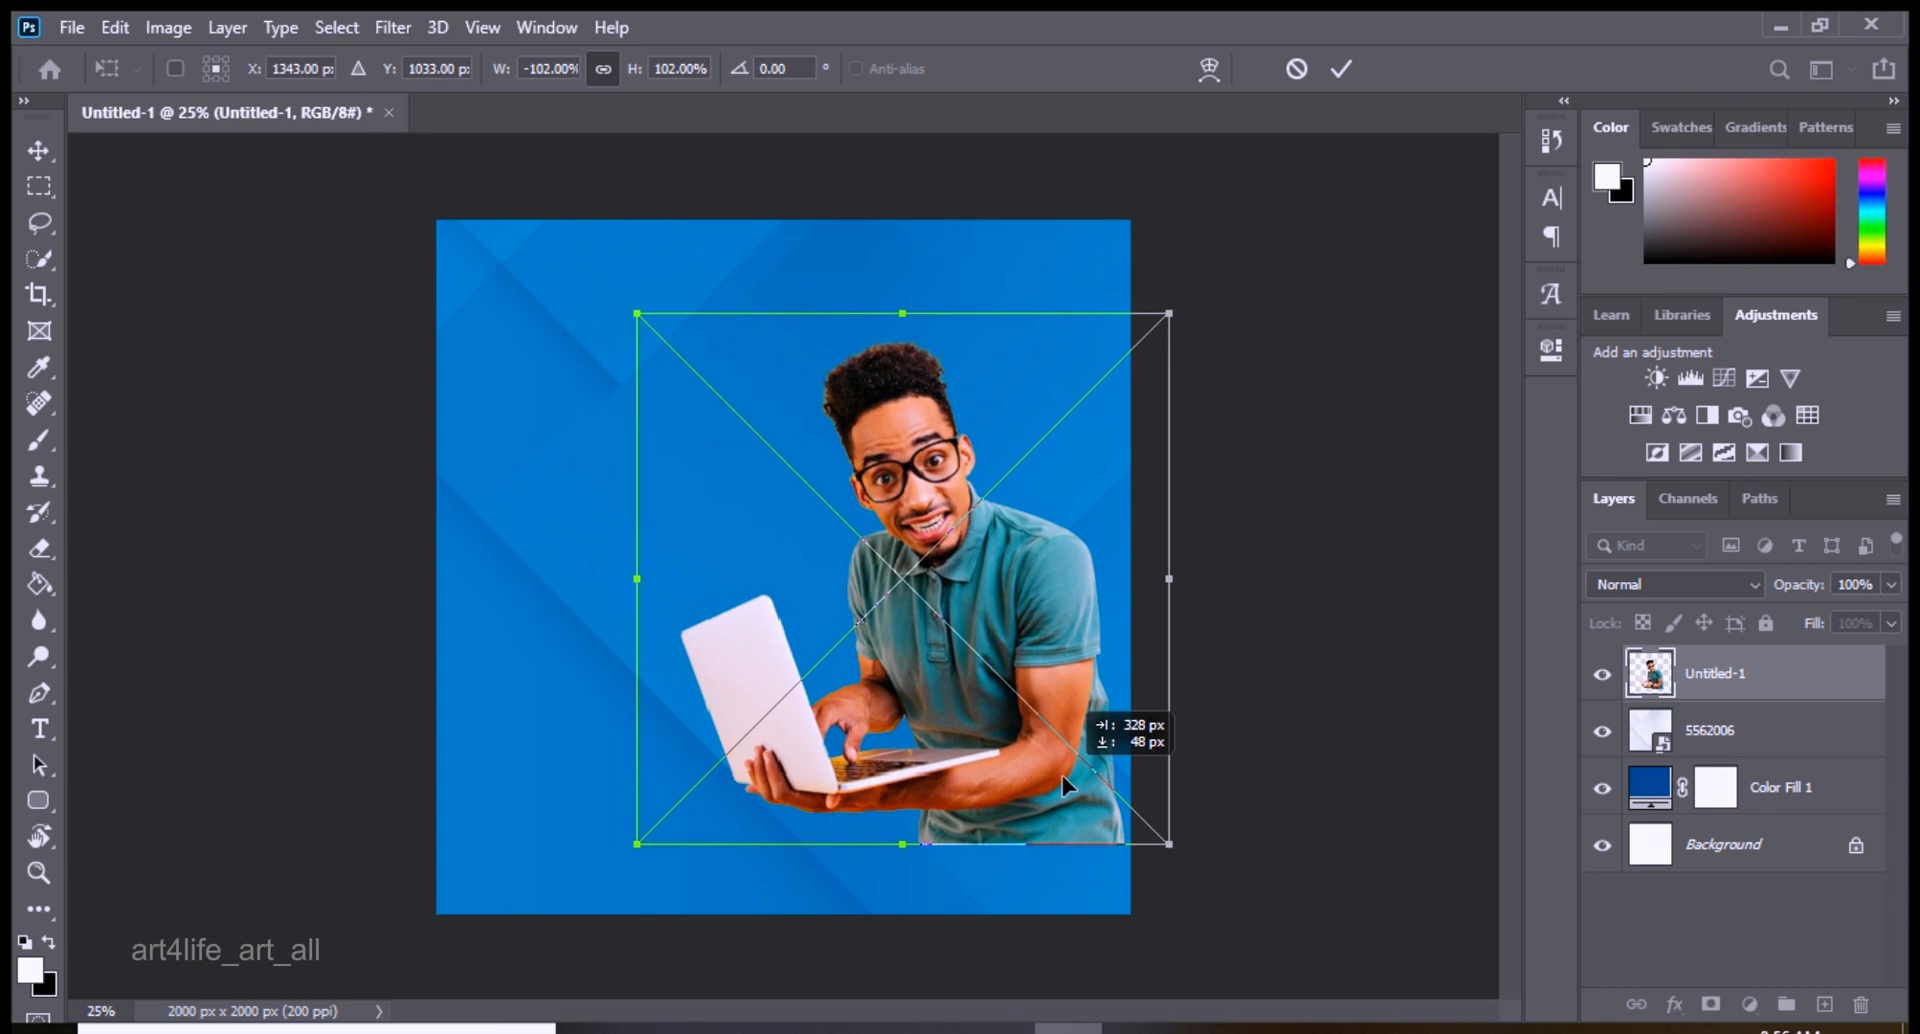 Ps File Edit Image Layer Type Select Filter 3D View Window Help
X: 1343.00 p Y: 1033.00 p W: -102.00% H: 102.00% 0.00 ° Anti-alias
Untitled-1 @ 25% (Untitled-1, RGB/8#) * ×
Color Swatches Gradients Patterns
Learn Libraries Adjustments
Add an adjustment
Layers Channels Paths
Kind
Normal Opacity: 100%
Lock: Fill: 100%
Untitled-1
5562006
Color Fill 1
Background
328 px
48 px
art4life_art_all
25% 2000 px x 2000 px (200 ppi)